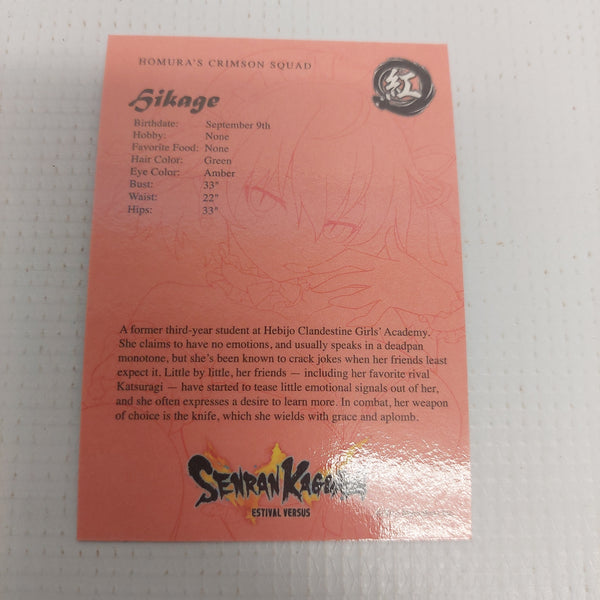 HOMURA'S CRIMSON SQUAD
紅
Hikage
Birthdate: September 9th
Hobby: None
Favorite Food: None
Hair Color: Green
Eye Color: Amber
Bust: 33"
Waist: 22"
Hips: 33"
A former third-year student at Hebijo Clandestine Girls' Academy.
She claims to have no emotions, and usually speaks in a deadpan
monotone, but she's been known to crack jokes when her friends least
expect it. Little by little, her friends — including her favorite rival
Katsuragi — have started to tease little emotional signals out of her,
and she often expresses a desire to learn more. In combat, her weapon
of choice is the knife, which she wields with grace and aplomb.
SENRAN KAGURA
ESTIVAL VERSUS